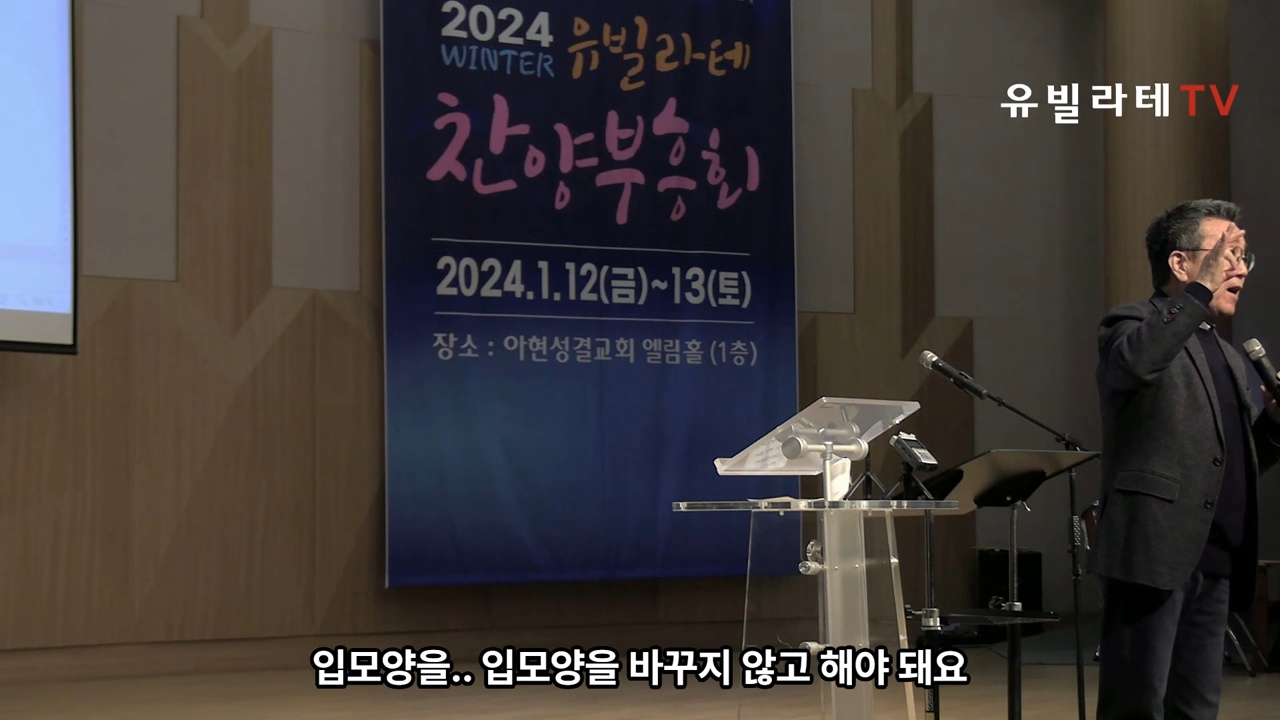 2024
WINTER 유빌라테
찬양부흥회
2024.1.12(금)~13(토)
장소 : 아현성결교회 엘림홀 (1층)
유빌라테TV
입모양을.. 입모양을 바꾸지 않고 해야 돼요